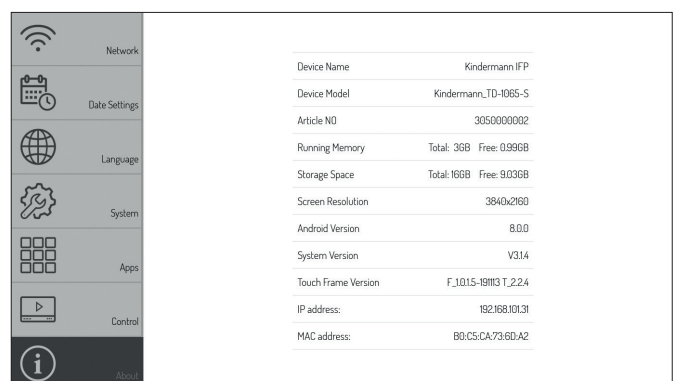 Network
Date Settings
Language
System
Apps
Control
About
Device Name Kindermann IFP
Device Model Kindermann_TD-1065-S
Article NO 3050000002
Running Memory Total: 3GB Free: 0.99GB
Storage Space Total: 16GB Free: 9.03GB
Screen Resolution 3840x2160
Android Version 8.0.0
System Version V3.1.4
Touch Frame Version F_1.0.1.5-191113 T_2.2.4
IP address: 192.168.101.31
MAC address: B0:C5:CA:73:6D:A2